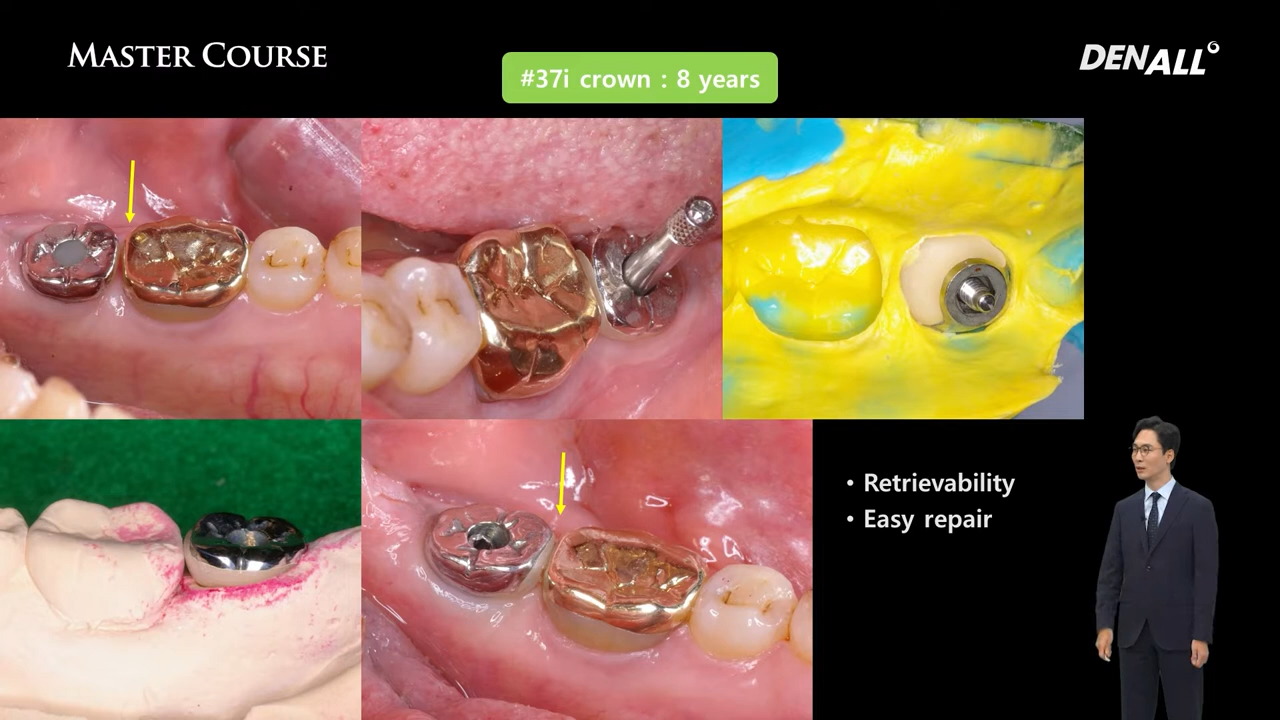 MASTER COURSE
#37i crown : 8 years
DENALL
• Retrievability
• Easy repair